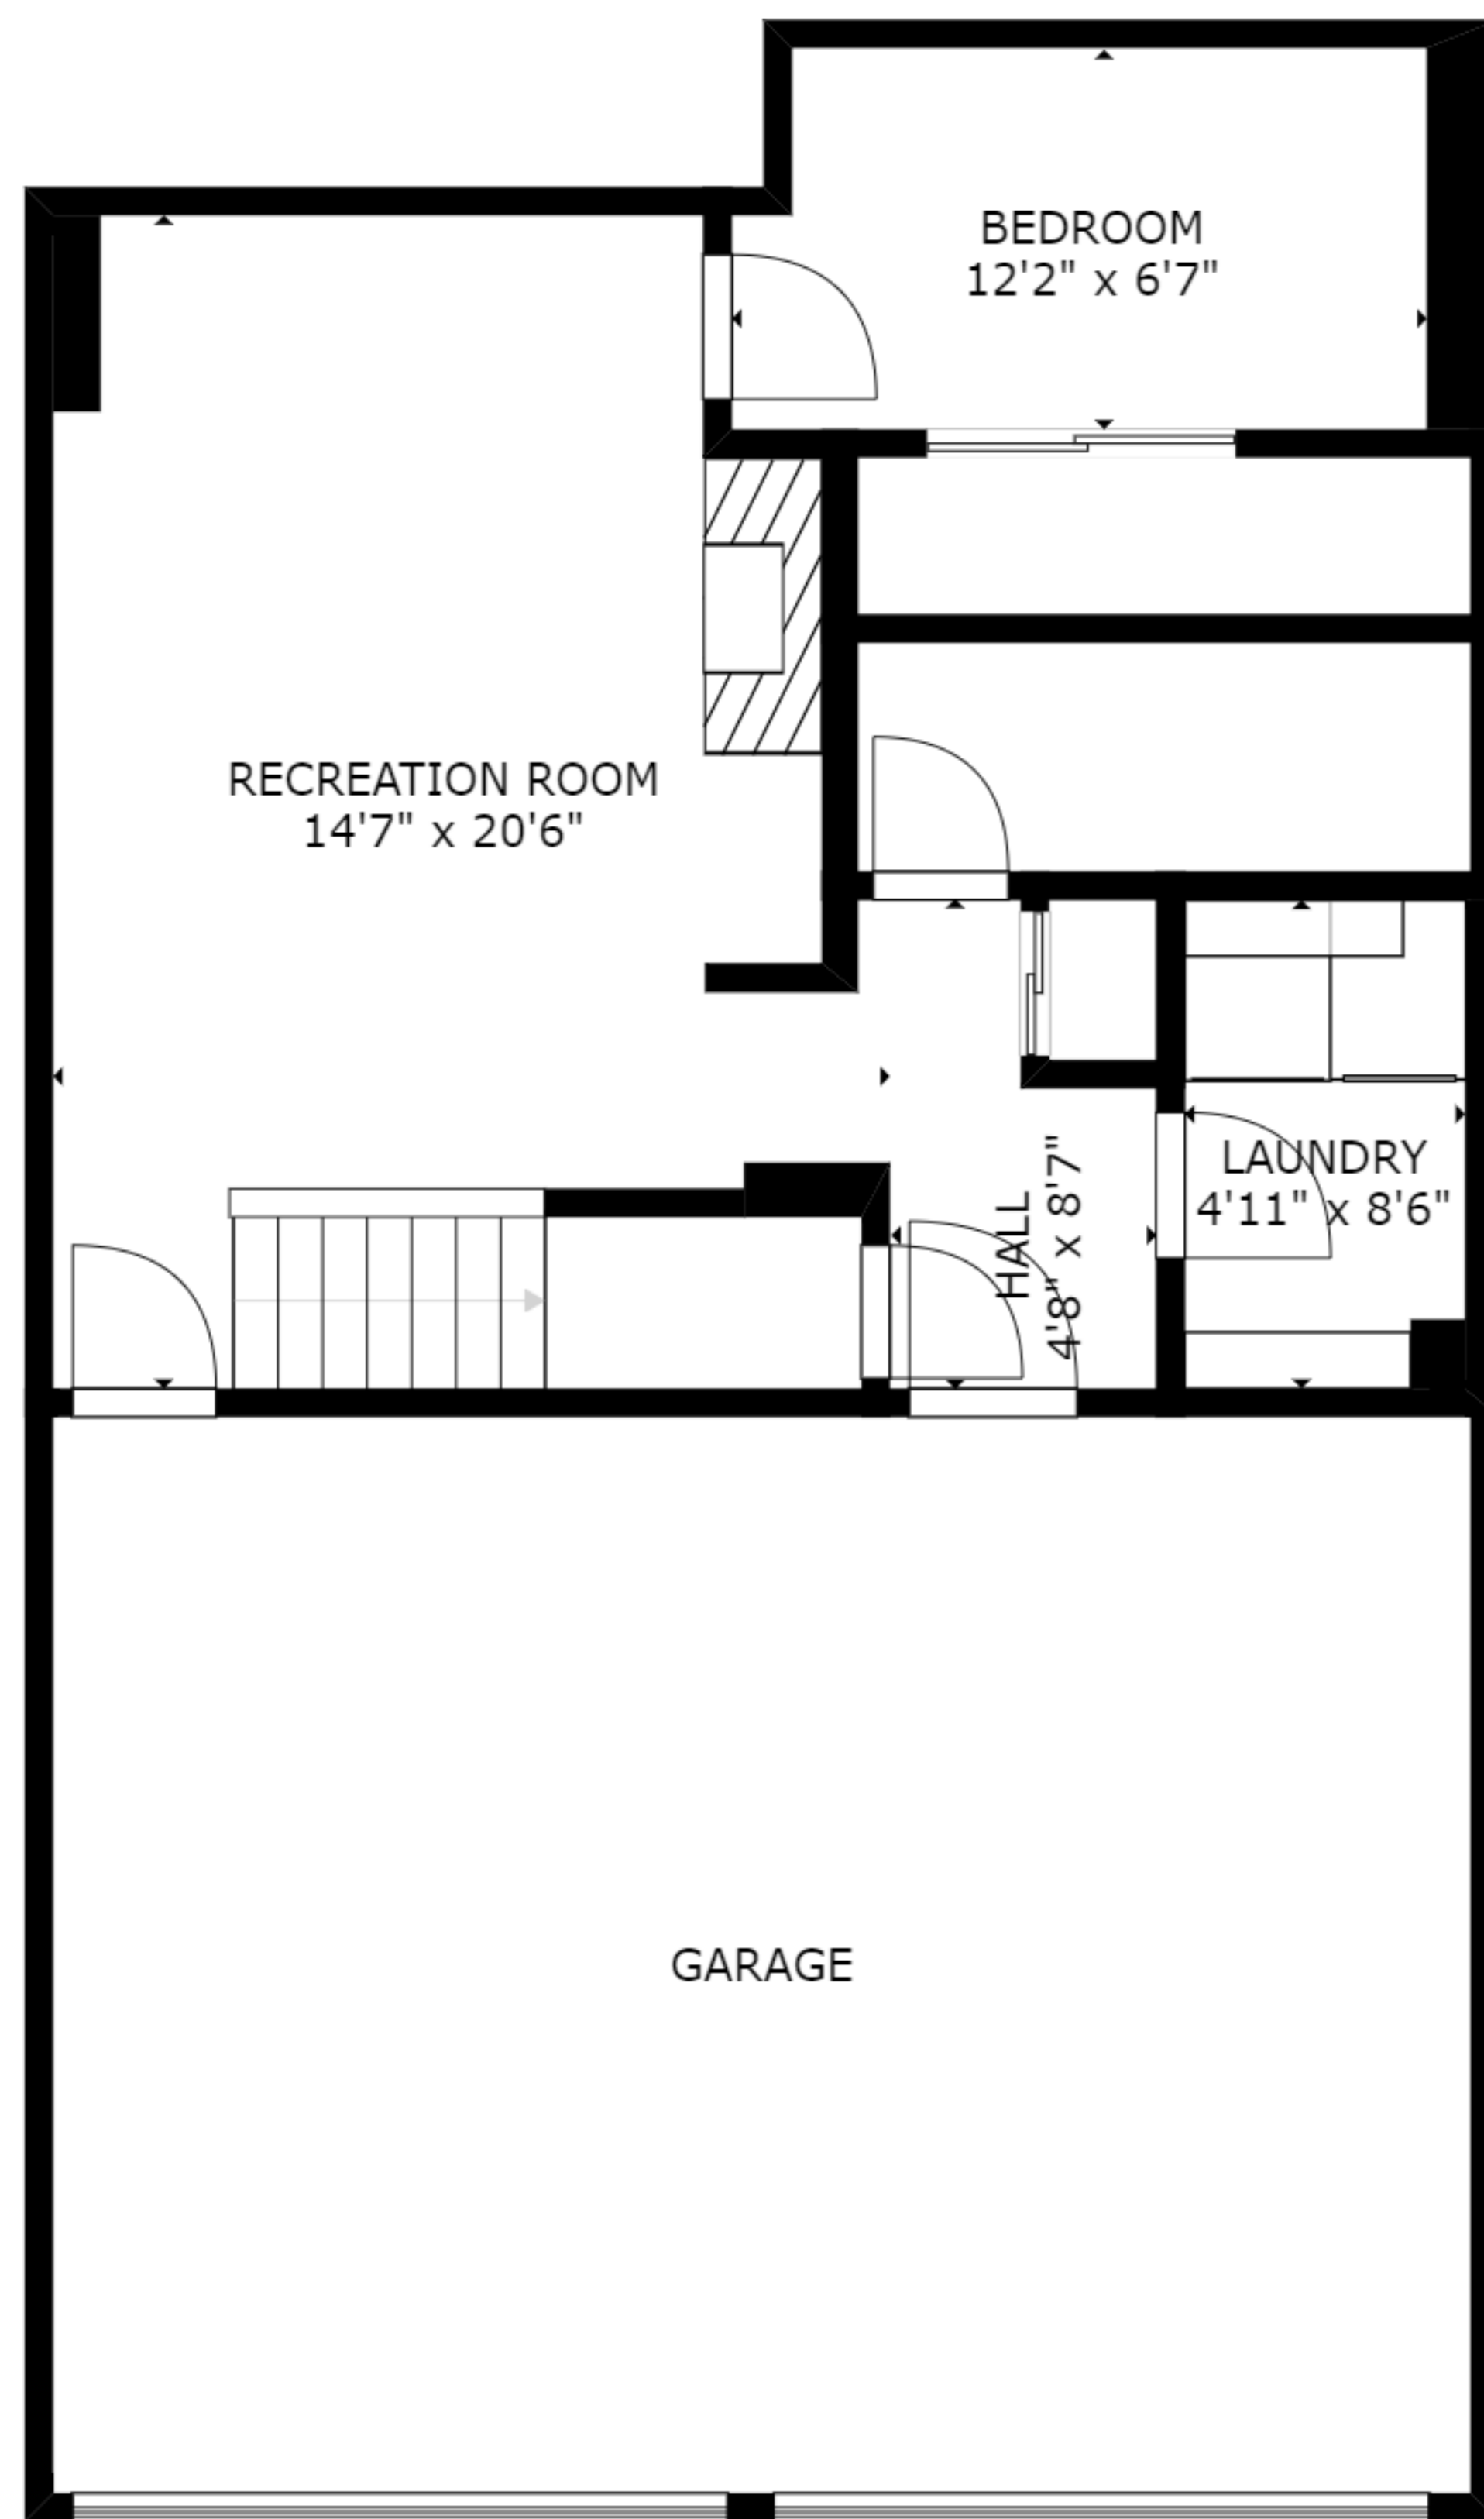 BEDROOM
12'2" x 6'7"
RECREATION ROOM
14'7" x 20'6"
LAUNDRY
4'11" x 8'6"
HALL
4'8" x 8'7"
GARAGE